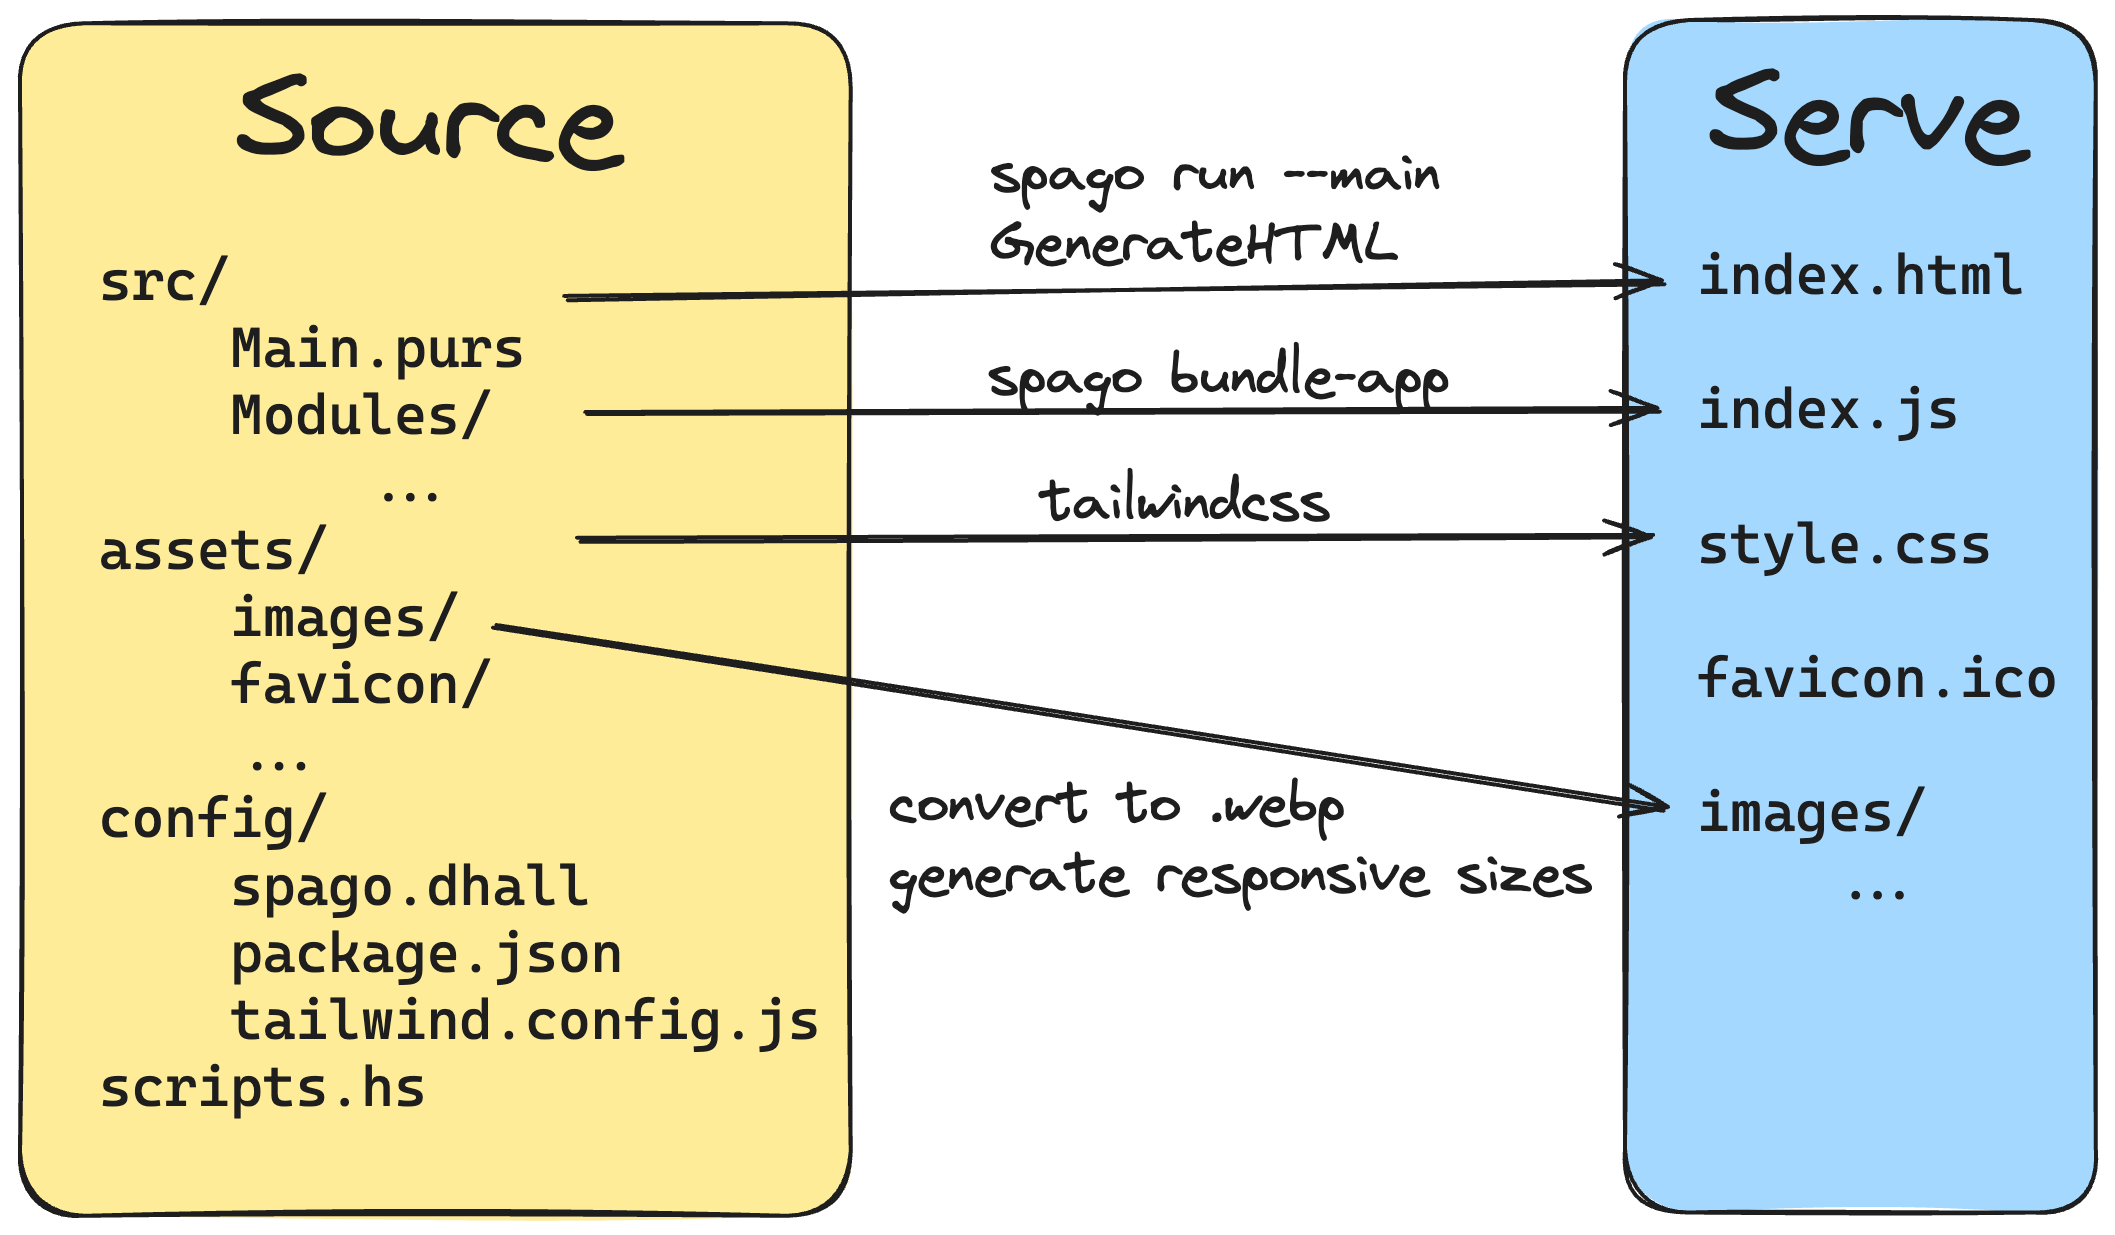 Source
src/
Main.purs
Modules/
...
assets/
images/
favicon/
...
config/
spago.dhall
package.json
tailwind.config.js
scripts.hs
spago run --main
GenerateHTML
spago bundle-app
tailwindcss
convert to .webp
generate responsive sizes
Serve
index.html
index.js
style.css
favicon.ico
images/
...